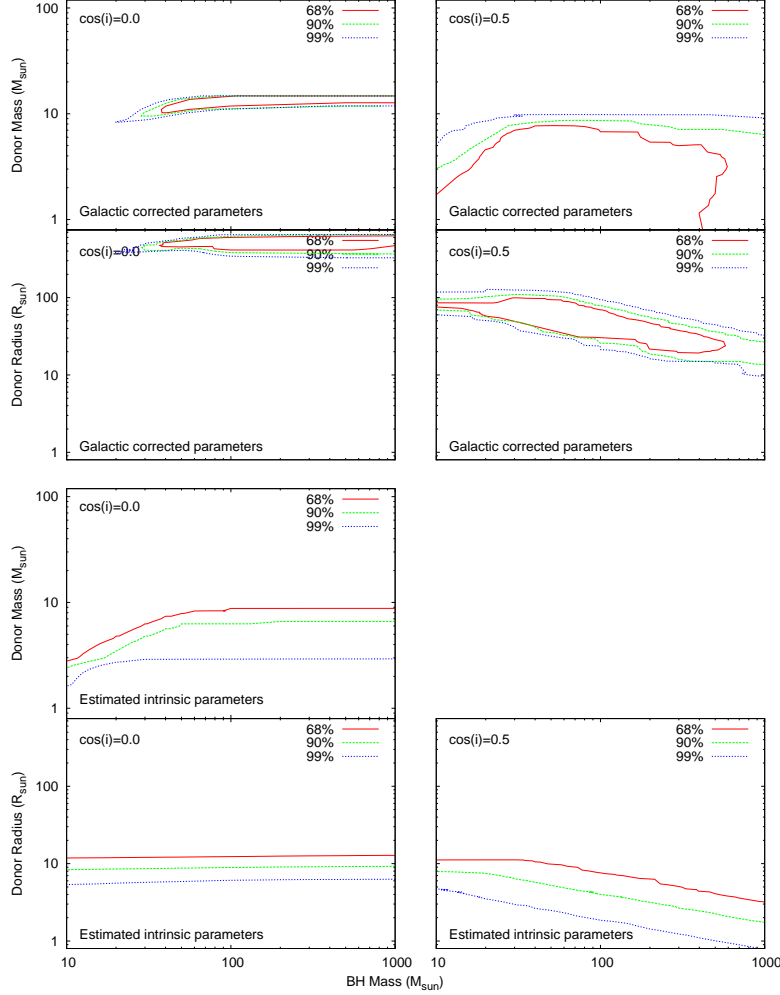 100
10
1
Donor Mass (M_sun)
cos(i)=0.0
68%
90%
99%
Galactic corrected parameters
cos(i)=0.5
68%
90%
99%
Galactic corrected parameters
100
10
1
Donor Radius (R_sun)
cos(i)=0.0
68%
90%
99%
Galactic corrected parameters
cos(i)=0.5
68%
90%
99%
Galactic corrected parameters
100
10
1
Donor Mass (M_sun)
cos(i)=0.0
68%
90%
99%
Estimated intrinsic parameters
100
10
1
Donor Radius (R_sun)
cos(i)=0.0
68%
90%
99%
Estimated intrinsic parameters
10
100
1000
cos(i)=0.5
68%
90%
99%
Estimated intrinsic parameters
10
100
1000
BH Mass (M_sun)